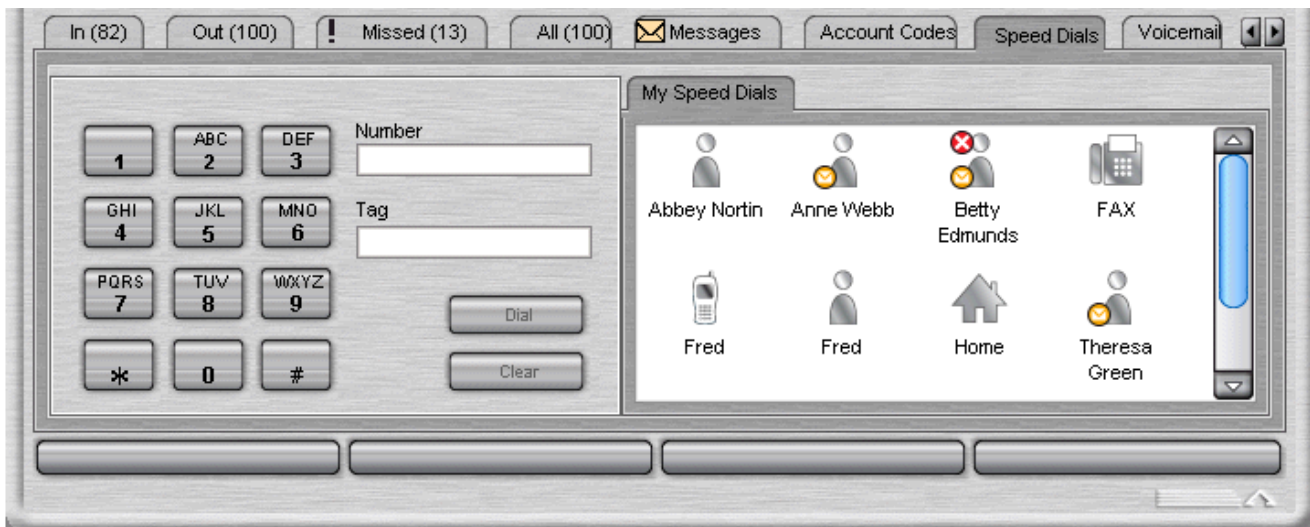 In (82) Out (100) ! Missed (13) All (100) Messages Account Codes Speed Dials Voicemail
My Speed Dials
1 ABC 2 DEF 3
Number
GHI 4 JKL 5 MNO 6
Tag
PQRS 7 TUV 8 WXYZ 9
Dial
* 0 #
Clear
Abbey Nortin Anne Webb Betty Edmunds FAX
Fred Fred Home Theresa Green